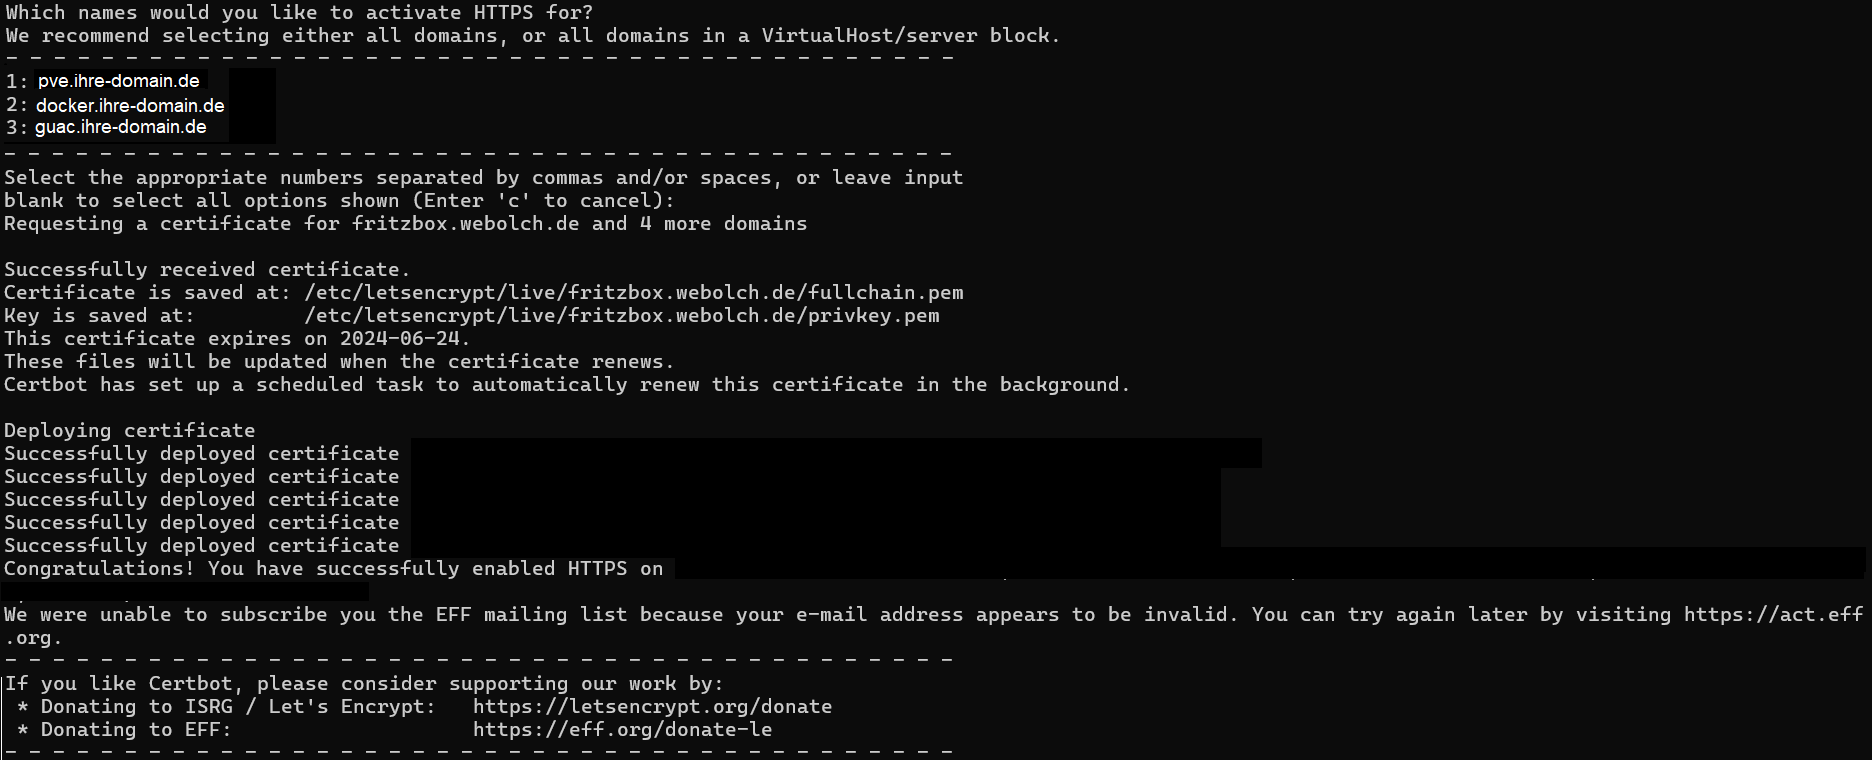 Which names would you like to activate HTTPS for?
We recommend selecting either all domains, or all domains in a VirtualHost/server block.
- - - - - - - - - - - - - - - - - - - - - - - - - - - - - - - - - - - - - - - -
1: pve.ihre-domain.de
2: docker.ihre-domain.de
3: guac.ihre-domain.de
- - - - - - - - - - - - - - - - - - - - - - - - - - - - - - - - - - - - - - - -
Select the appropriate numbers separated by commas and/or spaces, or leave input
blank to select all options shown (Enter 'c' to cancel):
Requesting a certificate for fritzbox.webolch.de and 4 more domains
Successfully received certificate.
Certificate is saved at: /etc/letsencrypt/live/fritzbox.webolch.de/fullchain.pem
Key is saved at: /etc/letsencrypt/live/fritzbox.webolch.de/privkey.pem
This certificate expires on 2024-06-24.
These files will be updated when the certificate renews.
Certbot has set up a scheduled task to automatically renew this certificate in the background.
Deploying certificate
Successfully deployed certificate
Successfully deployed certificate
Successfully deployed certificate
Successfully deployed certificate
Successfully deployed certificate
Congratulations! You have successfully enabled HTTPS on
We were unable to subscribe you the EFF mailing list because your e-mail address appears to be invalid. You can try again later by visiting https://act.eff
.org.
- - - - - - - - - - - - - - - - - - - - - - - - - - - - - - - - - - - - - - - -
If you like Certbot, please consider supporting our work by:
* Donating to ISRG / Let's Encrypt: https://letsencrypt.org/donate
* Donating to EFF: https://eff.org/donate-le
- - - - - - - - - - - - - - - - - - - - - - - - - - - - - - - - - - - - - - - -